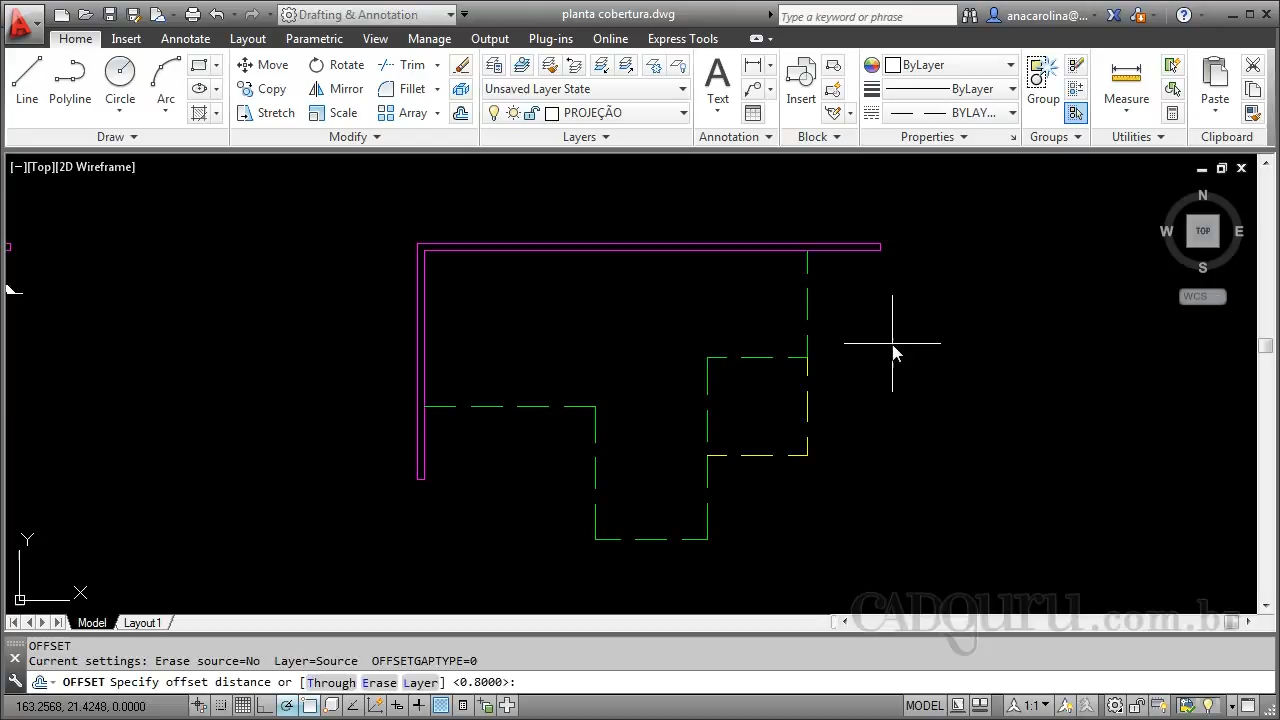 Drafting & Annotation
planta cobertura.dwg
Type a keyword or phrase
anacarolina@...
Home
Insert
Annotate
Layout
Parametric
View
Manage
Output
Plug-ins
Online
Express Tools
Line
Polyline
Circle
Arc
Draw
Move
Rotate
Trim
Copy
Mirror
Fillet
Stretch
Scale
Array
Modify
Unsaved Layer State
PROJEÇÃO
Layers
Text
Annotation
Insert
Block
ByLayer
ByLayer
BYLAY...
Properties
Group
Groups
Measure
Utilities
Paste
Clipboard
[−][Top][2D Wireframe]
N
W
TOP
E
S
WCS
Y
X
Model
Layout1
CADguru.com.br
OFFSET
Current settings: Erase source=No Layer=Source OFFSETGAPTYPE=0
OFFSET Specify offset distance or [Through Erase Layer] <0.8000>:
163.2568, 21.4248, 0.0000
MODEL
1:1